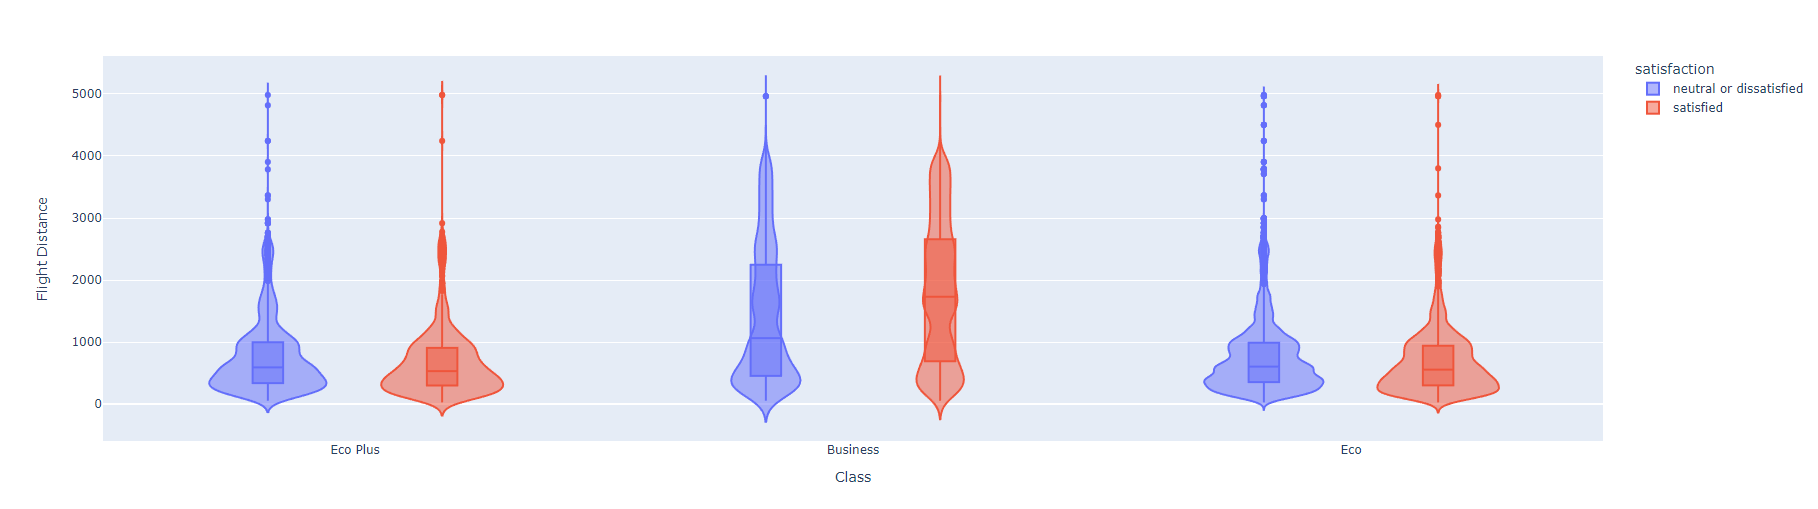 satisfaction
neutral or dissatisfied
satisfied
Flight Distance
5000
4000
3000
2000
1000
0
Eco Plus
Business
Eco
Class